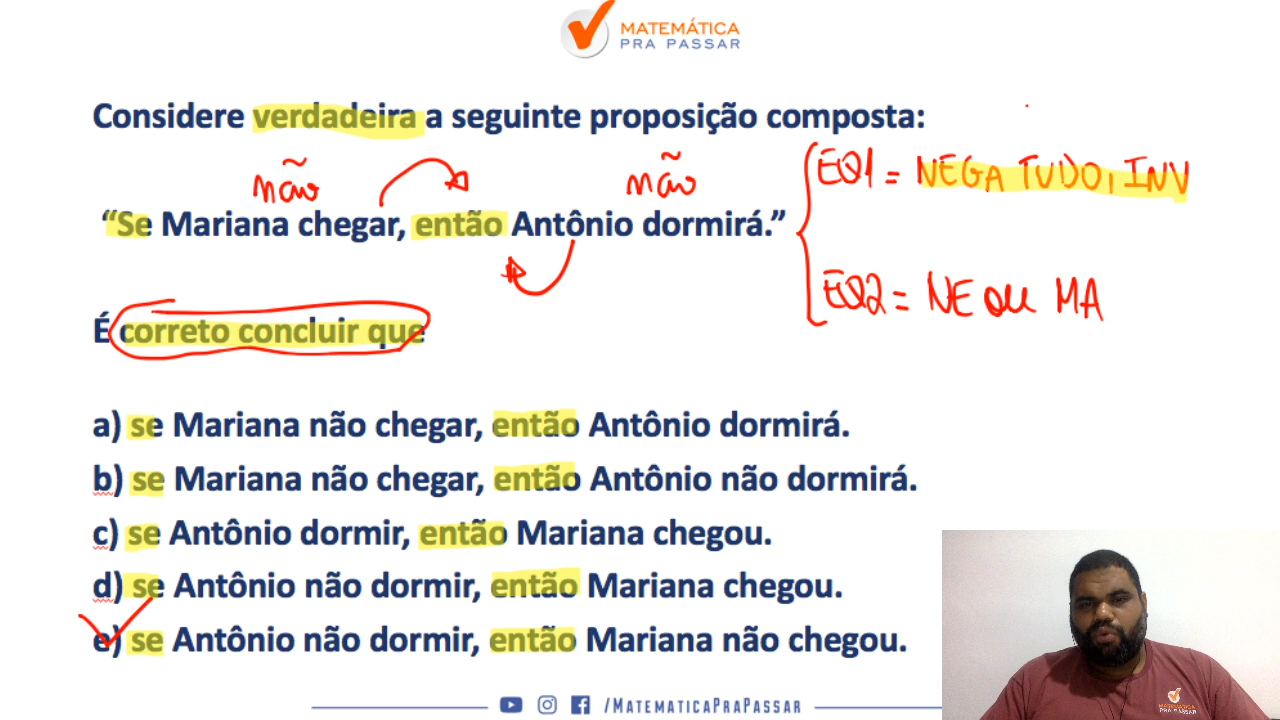 MATEMÁTICA
PRA PASSAR
Considere verdadeira a seguinte proposição composta:
não não
EQ1 = NEGA TUDO, INV
“Se Mariana chegar, então Antônio dormirá.”
EQ2 = NE OU MA
É correto concluir que
a) se Mariana não chegar, então Antônio dormirá.
b) se Mariana não chegar, então Antônio não dormirá.
c) se Antônio dormir, então Mariana chegou.
d) se Antônio não dormir, então Mariana chegou.
e) se Antônio não dormir, então Mariana não chegou.
MATEMÁTICA
PRA PASSAR
/MATEMATICAPRAPASSAR